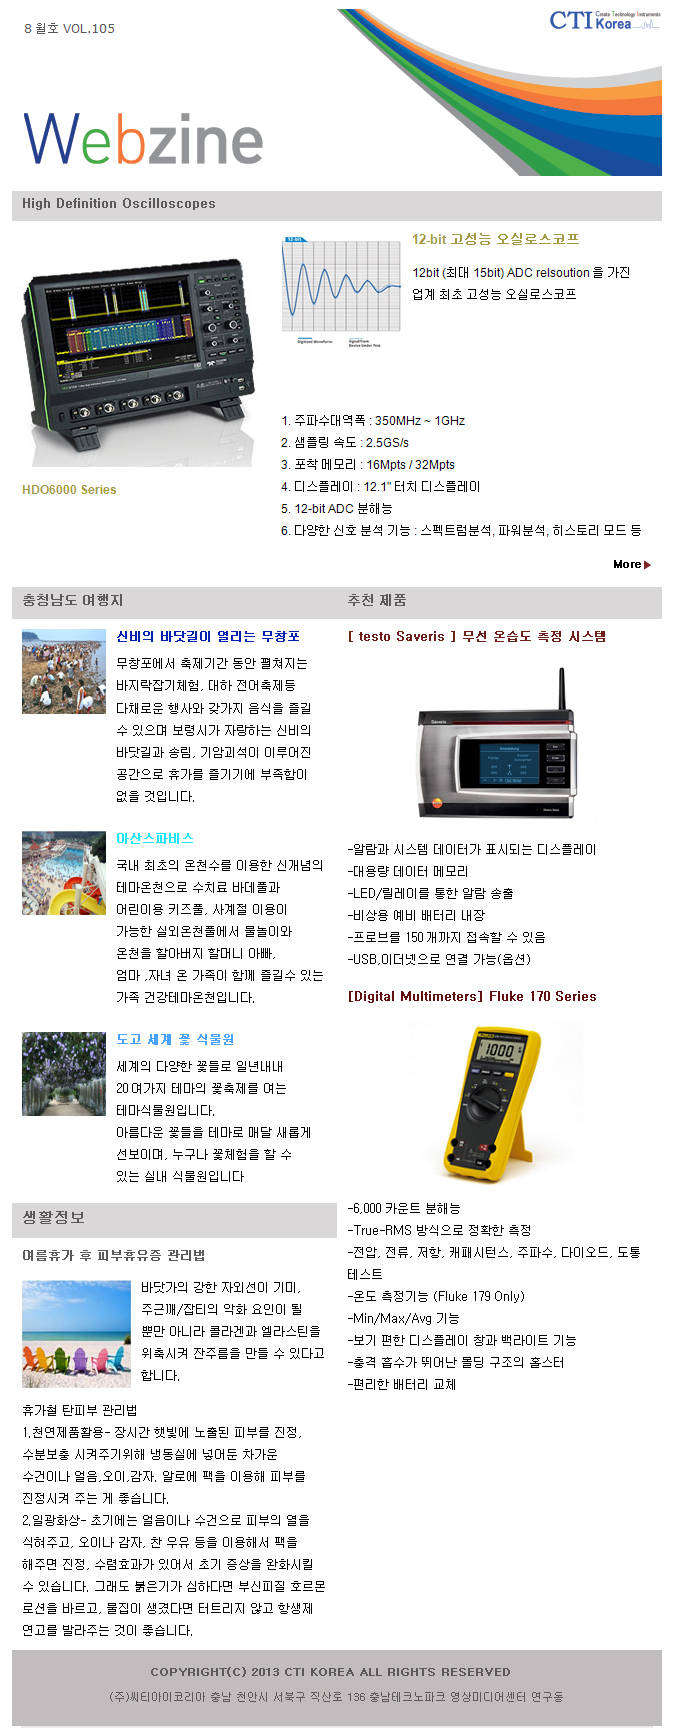 8 월호 VOL.105
CTI Create Technology Instruments
Korea
Webzine
High Definition Oscilloscopes
12-bit 고성능 오실로스코프
12bit (최대 15bit) ADC relsoution 을 가진
업계 최초 고성능 오실로스코프
12-bit
Digitized Waveforms
Signal From
Device Under Test
1. 주파수대역폭 : 350MHz ~ 1GHz
2. 샘플링 속도 : 2.5GS/s
3. 포착 메모리 : 16Mpts / 32Mpts
4. 디스플레이 : 12.1" 터치 디스플레이
5. 12-bit ADC 분해능
6. 다양한 신호 분석 기능 : 스펙트럼분석, 파워분석, 히스토리 모드 등
HDO6000 Series
More
충청남도 여행지
신비의 바닷길이 열리는 무창포
무창포에서 축제기간 동안 펼쳐지는
바지락잡기체험, 대하 전어축제등
다채로운 행사와 갖가지 음식을 즐길
수 있으며 보령시가 자랑하는 신비의
바닷길과 송림, 기암괴석이 이루어진
공간으로 휴가를 즐기기에 부족함이
없을 것입니다.
아산스파비스
국내 최초의 온천수를 이용한 신개념의
테마온천으로 수치료 바데풀과
어린이용 키즈풀, 사계절 이용이
가능한 실외온천풀에서 물놀이와
온천을 할아버지 할머니 아빠,
엄마 ,자녀 온 가족이 함께 즐길수 있는
가족 건강테마온천입니다.
도고 세계 꽃 식물원
세계의 다양한 꽃들로 일년내내
20여가지 테마의 꽃축제를 여는
테마식물원입니다.
아름다운 꽃들을 테마로 매달 새롭게
선보이며, 누구나 꽃체험을 할 수
있는 실내 식물원입니다
생활정보
여름휴가 후 피부휴유증 관리법
바닷가의 강한 자외선이 기미,
주근깨/잡티의 악화 요인이 될
뿐만 아니라 콜라겐과 엘라스틴을
위축시켜 잔주름을 만들 수 있다고
합니다.
휴가철 탄피부 관리법
1.천연제품활용- 장시간 햇빛에 노출된 피부를 진정,
수분보충 시켜주기위해 냉동실에 넣어둔 차가운
수건이나 얼음,오이,감자, 알로에 팩을 이용해 피부를
진정시켜 주는 게 좋습니다.
2.일광화상- 초기에는 얼음이나 수건으로 피부의 열을
식혀주고, 오이나 감자, 찬 우유 등을 이용해서 팩을
해주면 진정, 수렴효과가 있어서 초기 증상을 완화시킬
수 있습니다. 그래도 붉은기가 심하다면 부신피질 호르몬
로션을 바르고, 물집이 생겼다면 터트리지 않고 항생제
연고를 발라주는 것이 좋습니다.
추천 제품
[ testo Saveris ] 무선 온습도 측정 시스템
Saveris
-알람과 시스템 데이터가 표시되는 디스플레이
-대용량 데이터 메모리
-LED/릴레이를 통한 알람 송출
-비상용 예비 배터리 내장
-프로브를 150개까지 접속할 수 있음
-USB,이더넷으로 연결 가능(옵션)
[Digital Multimeters] Fluke 170 Series
1000
-6,000 카운트 분해능
-True-RMS 방식으로 정확한 측정
-전압, 전류, 저항, 캐패시턴스, 주파수, 다이오드, 도통
테스트
-온도 측정기능 (Fluke 179 Only)
-Min/Max/Avg 기능
-보기 편한 디스플레이 창과 백라이트 기능
-충격 흡수가 뛰어난 몰딩 구조의 홀스터
-편리한 배터리 교체
COPYRIGHT(C) 2013 CTI KOREA ALL RIGHTS RESERVED
(주)씨티아이코리아 충남 천안시 서북구 직산로 136 충남테크노파크 영상미디어센터 연구동